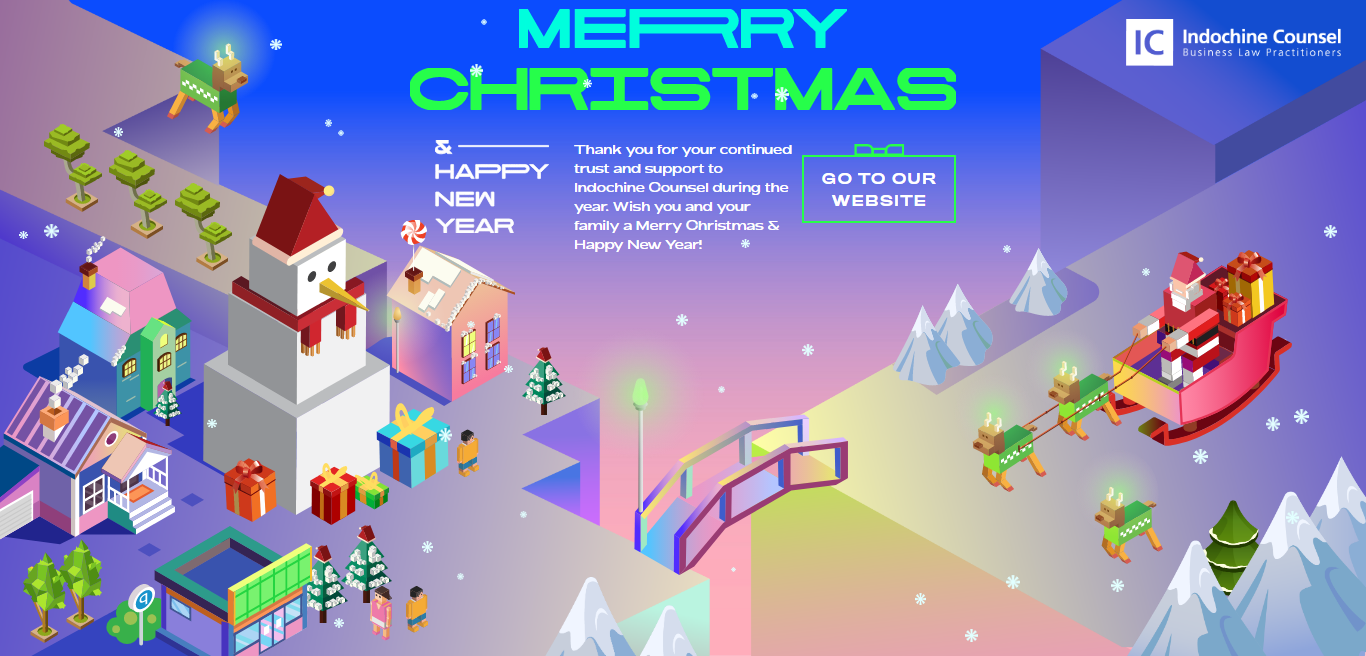 MERRY
CHRISTMAS
IC Indochine Counsel
Business Law Practitioners
&
HAPPY
NEW
YEAR
Thank you for your continued
trust and support to
Indochine Counsel during the
year. Wish you and your
family a Merry Christmas &
Happy New Year!
GO TO OUR
WEBSITE
9